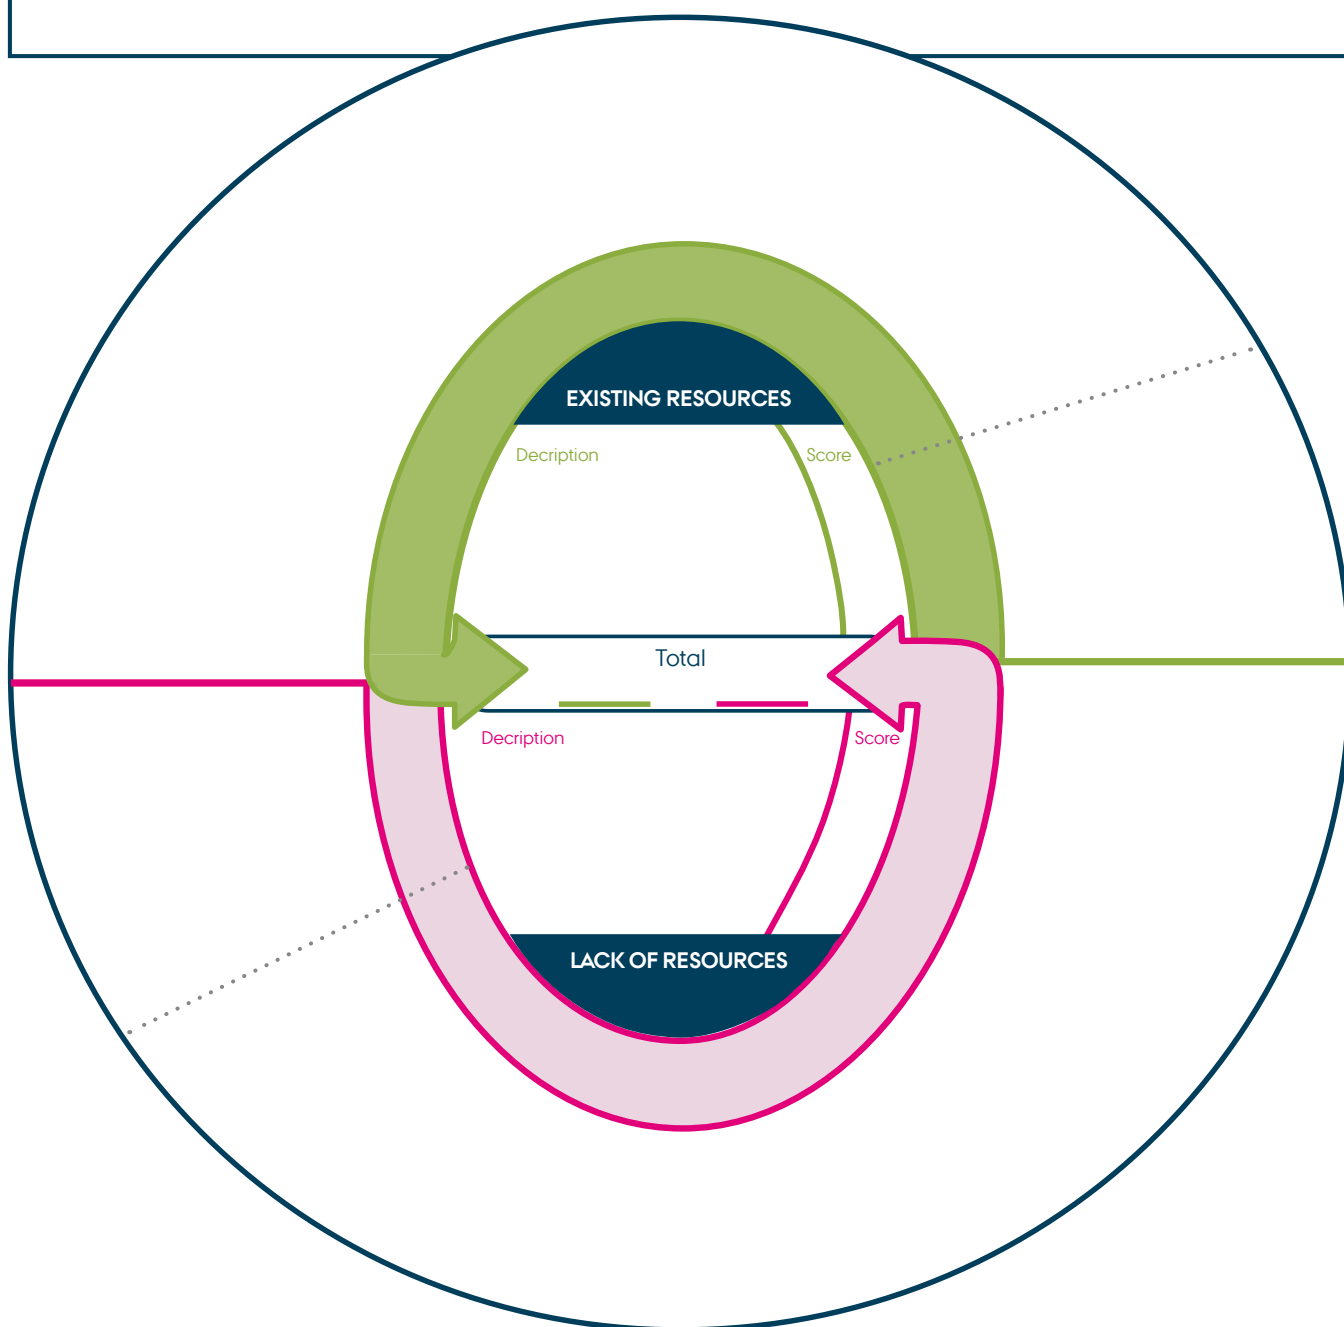 EXISTING RESOURCES
Decription Score
Total
Decription Score
LACK OF RESOURCES